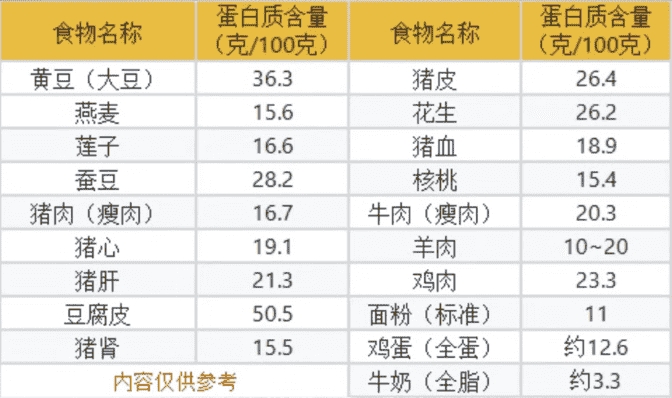 食物名称 蛋白质含量 食物名称 蛋白质含量
（克/100克） （克/100克）
黄豆（大豆） 36.3 猪皮 26.4
燕麦 15.6 花生 26.2
莲子 16.6 猪血 18.9
蚕豆 28.2 核桃 15.4
猪肉（瘦肉） 16.7 牛肉（瘦肉） 20.3
猪心 19.1 羊肉 10~20
猪肝 21.3 鸡肉 23.3
豆腐皮 50.5 面粉（标准） 11
猪肾 15.5 鸡蛋（全蛋） 约12.6
内容仅供参考 牛奶（全脂） 约3.3